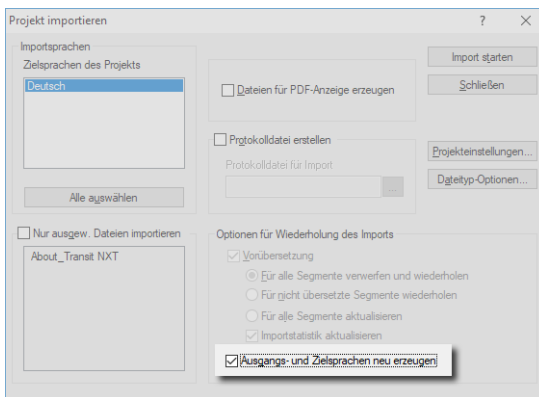 Projekt importieren
?
Importsprachen
Zielsprachen des Projekts
Deutsch
Alle auswählen
Nur ausgew. Dateien importieren
About_Transit NXT
Dateien für PDF-Anzeige erzeugen
Protokolldatei erstellen
Protokolldatei für Import
...
Optionen für Wiederholung des Imports
Vorübersetzung
Für alle Segmente verwerfen und wiederholen
Für nicht übersetzte Segmente wiederholen
Für alle Segmente aktualisieren
Importstatistik aktualisieren
Ausgangs- und Zielsprachen neu erzeugen
Import starten
Schließen
Projekteinstellungen...
Dateityp-Optionen...